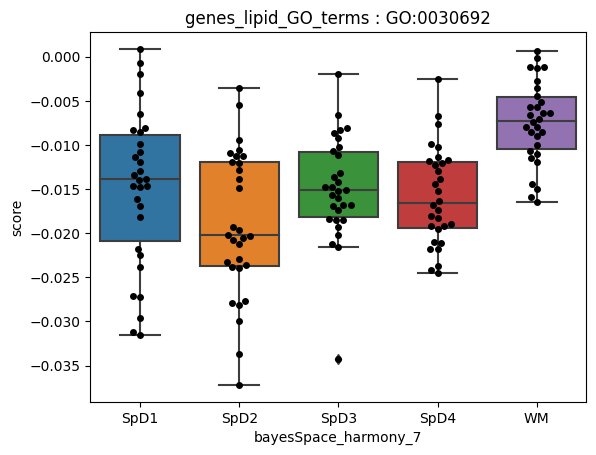 genes_lipid_GO_terms : GO:0030692
0.000
−0.005
−0.010
−0.015
−0.020
−0.025
−0.030
−0.035
score
SpD1 SpD2 SpD3 SpD4 WM
bayesSpace_harmony_7